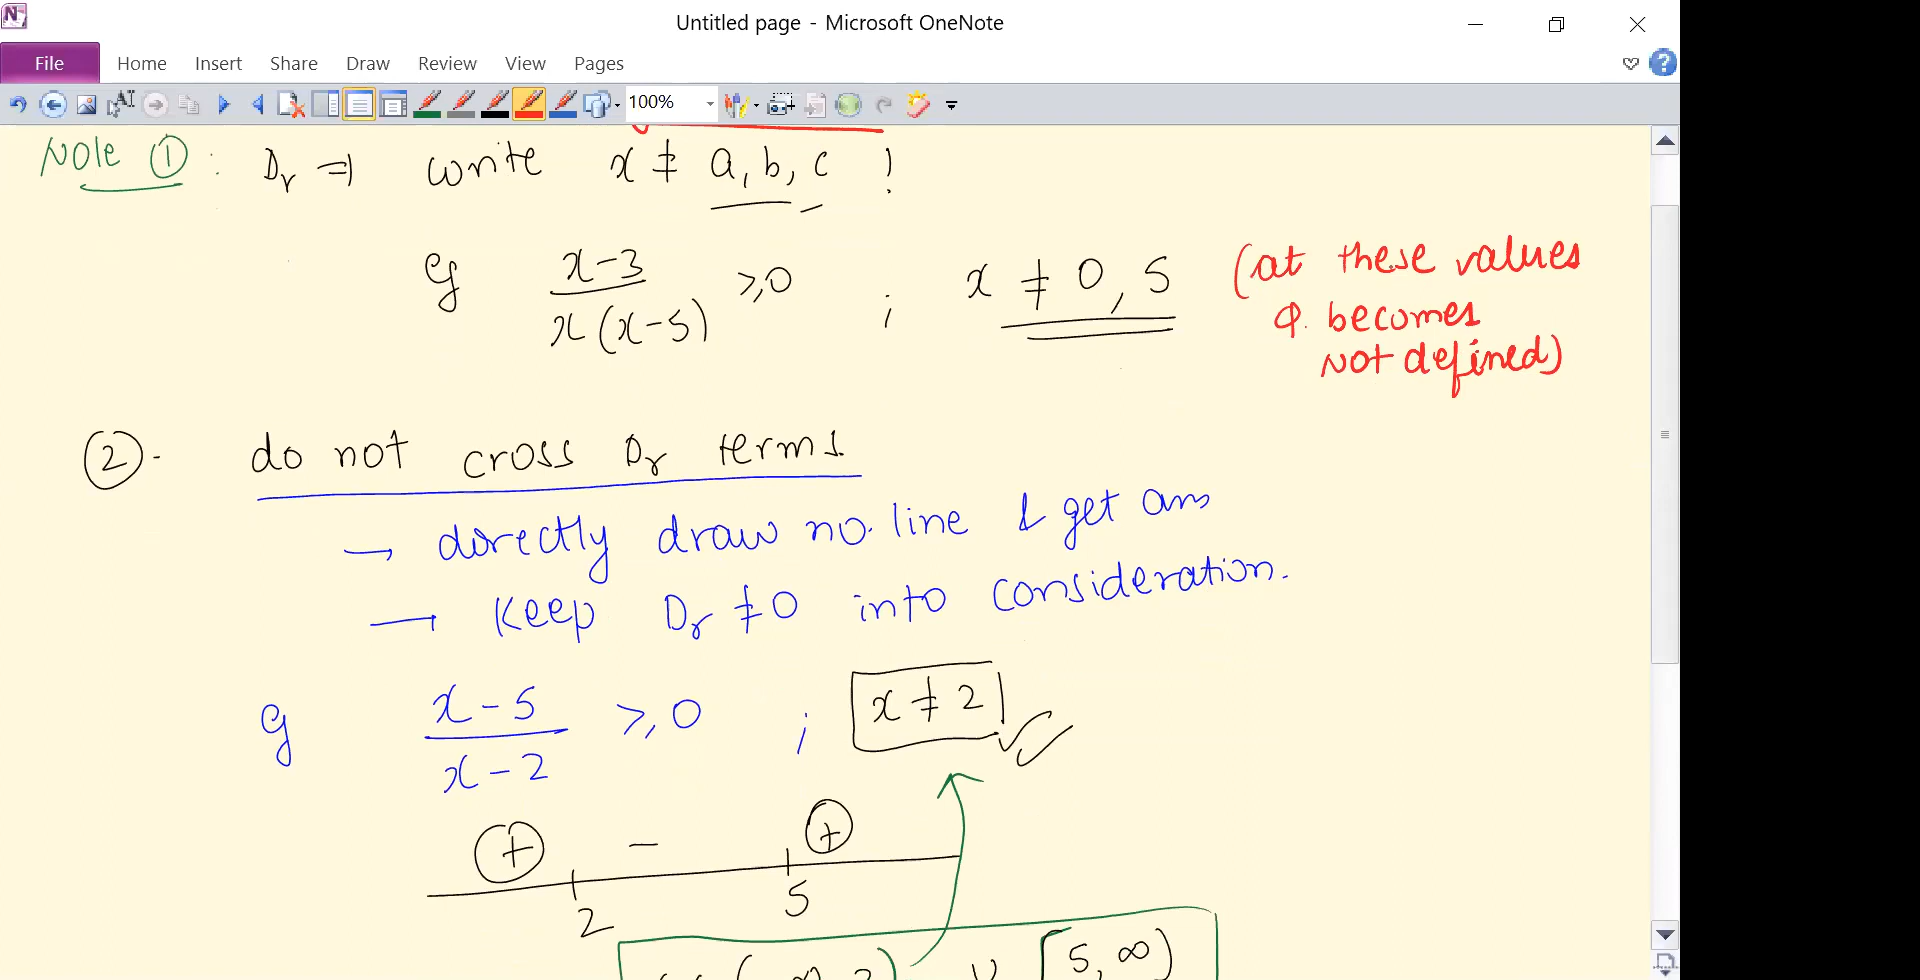 Untitled page - Microsoft OneNote
File Home Insert Share Draw Review View Pages
100%
Note ① : Dr ⇒ write x ≠ a, b, c !
eg (x-3)/(x(x-5)) ≥ 0 ; x ≠ 0, 5 (at these values
Q. becomes
not defined)
②. do not cross Dr terms
→ directly draw no. line & get ans
→ Keep Dr ≠ 0 into consideration.
eg (x-5)/(x-2) ≥ 0 ; x ≠ 2
+ - +
2 5
∪ [5, ∞)